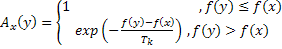 A_x(y) = { 1 , f(y) ≤ f(x)
exp(− (f(y)−f(x)) / T_k) , f(y) > f(x)